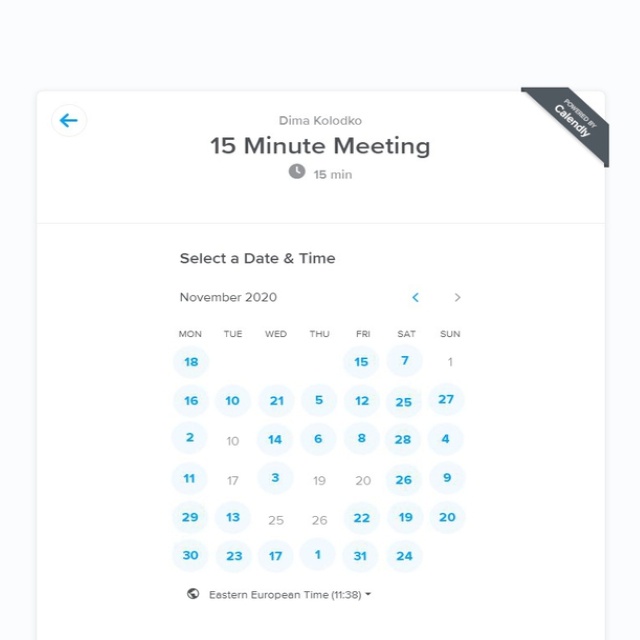 POWERED BY
Calendly
Dima Kolodko
15 Minute Meeting
15 min
Select a Date & Time
November 2020
MON TUE WED THU FRI SAT SUN
18 15 7 1
16 10 21 5 12 25 27
2 10 14 6 8 28 4
11 17 3 19 20 26 9
29 13 25 26 22 19 20
30 23 17 1 31 24
Eastern European Time (11:38)